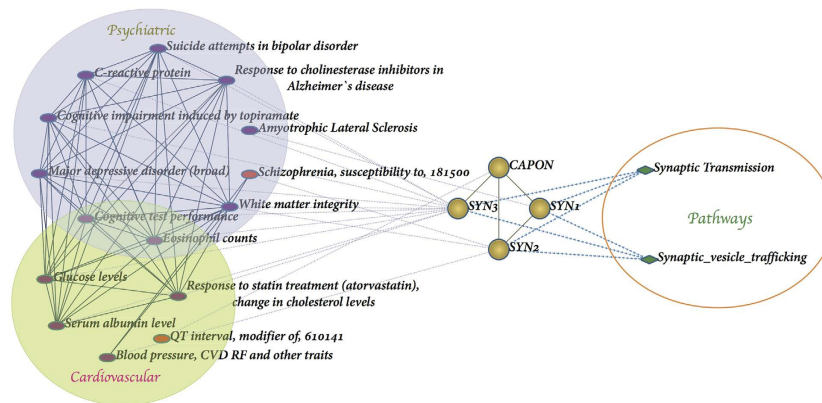 Psychiatric
Suicide attempts in bipolar disorder
C-reactive protein
Response to cholinesterase inhibitors in
Alzheimer`s disease
Cognitive impairment induced by topiramate
Amyotrophic Lateral Sclerosis
Major depressive disorder (broad)
Schizophrenia, susceptibility to, 181500
White matter integrity
Cognitive test performance
Eosinophil counts
Glucose levels
Response to statin treatment (atorvastatin),
change in cholesterol levels
Serum albumin level
QT interval, modifier of, 610141
Blood pressure, CVD RF and other traits
Cardiovascular
CAPON
SYN3
SYN1
SYN2
Synaptic Transmission
Pathways
Synaptic_vesicle_trafficking